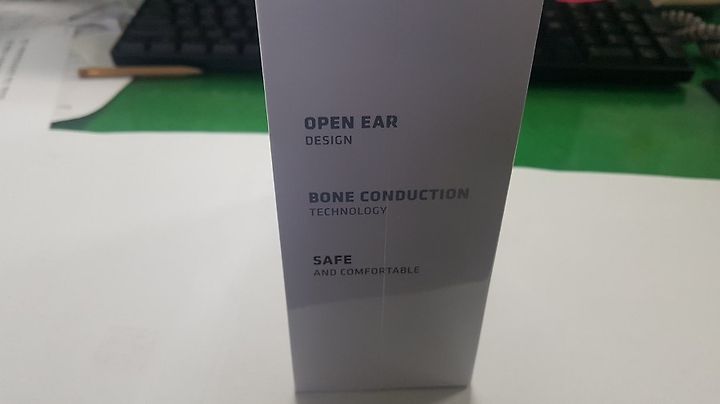 OPEN EAR
DESIGN
BONE CONDUCTION
TECHNOLOGY
SAFE
AND COMFORTABLE